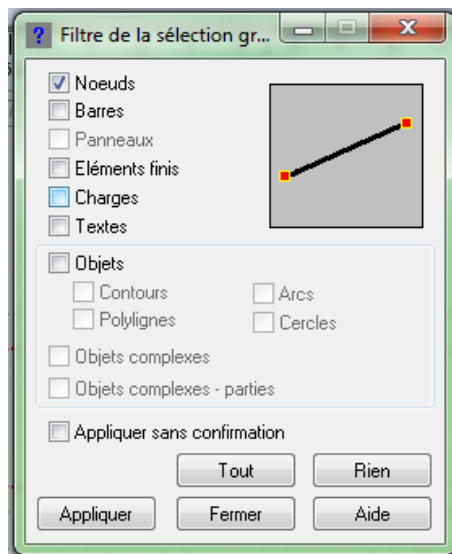 ? Filtre de la sélection gr...
Noeuds
Barres
Panneaux
Eléments finis
Charges
Textes
Objets
Contours Arcs
Polylignes Cercles
Objets complexes
Objets complexes - parties
Appliquer sans confirmation
Tout Rien
Appliquer Fermer Aide